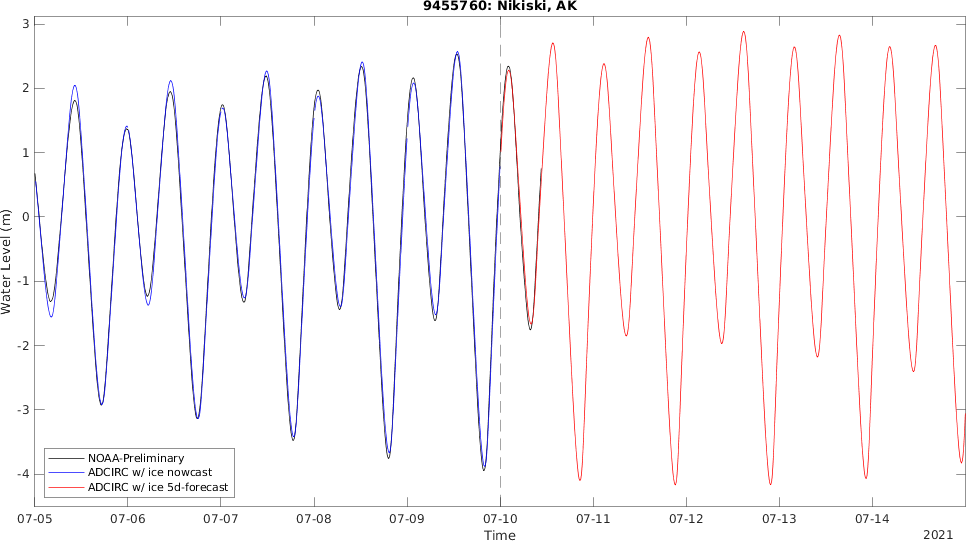 9455760: Nikiski, AK
3
2
1
0
-1
-2
-3
-4
Water Level (m)
NOAA-Preliminary
ADCIRC w/ ice nowcast
ADCIRC w/ ice 5d-forecast
07-05 07-06 07-07 07-08 07-09 07-10 07-11 07-12 07-13 07-14
Time
2021